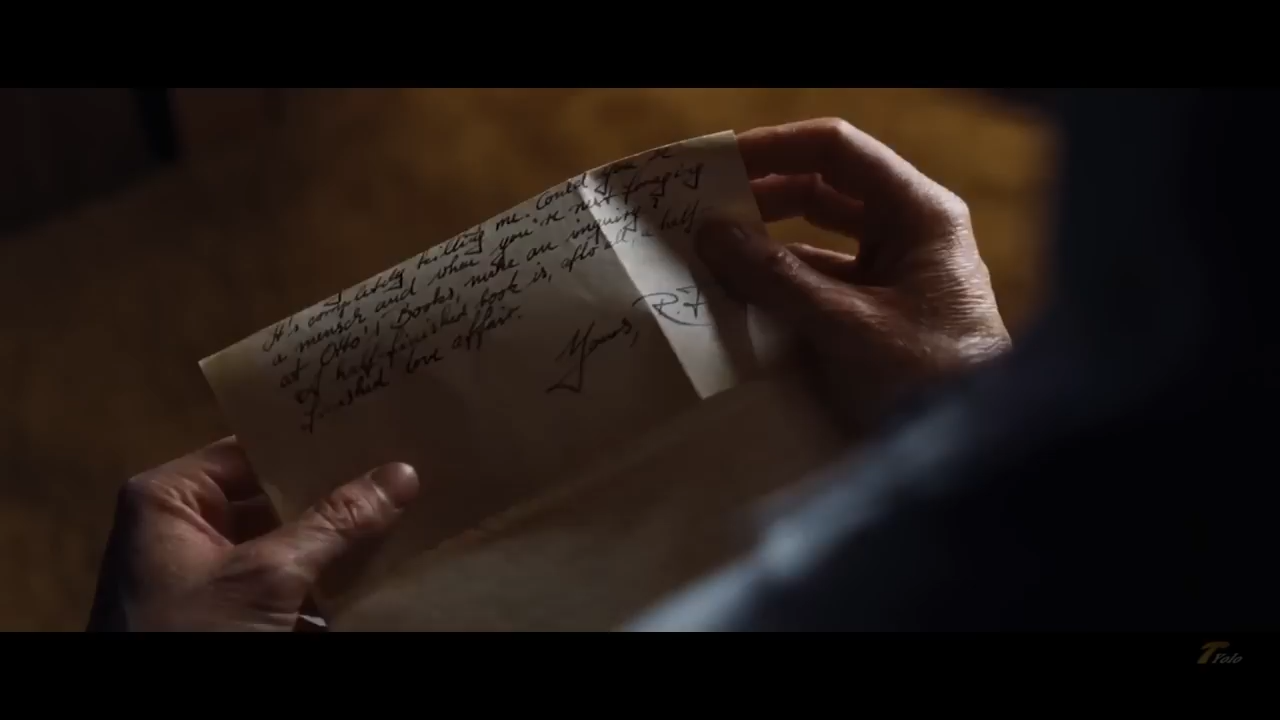 It's completely killing me. Could you be
a mensch and when you're next foraging
at Otto's Books, make an inquiry?
A half-finished book is, after all, a half-
finished love affair.
Yours,
R.F
TYolo